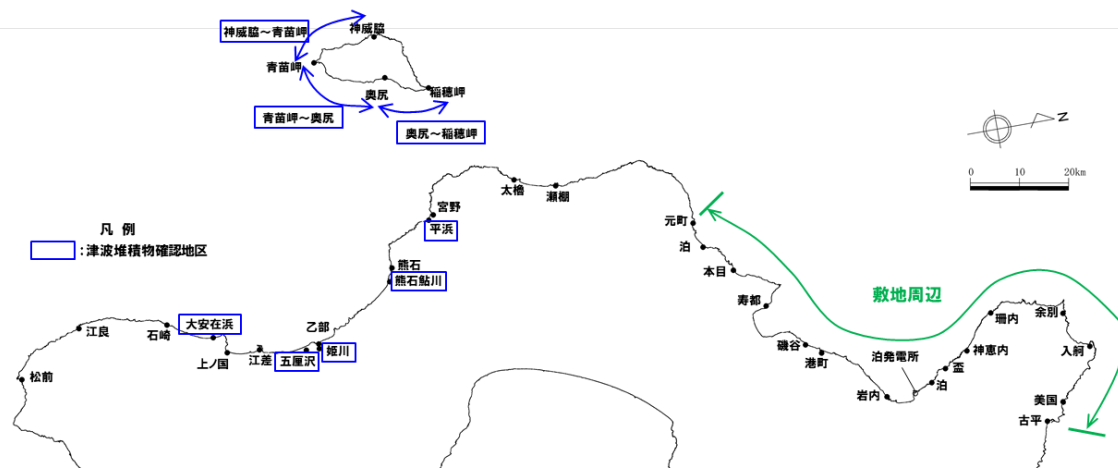 神威脇～青苗岬
神威脇
青苗岬
奥尻
稲穂岬
青苗岬～奥尻
奥尻～稲穂岬
N
0 10 20km
太櫓
瀬棚
宮野
平浜
元町
泊
本目
凡 例
:津波堆積物確認地区
熊石
熊石鮎川
寿都
敷地周辺
大安在浜
江良
石崎
乙部
姫川
上ノ国
江差
五厘沢
磯谷
港町
泊発電所
珊内
余別
神恵内
入舸
盃
泊
松前
岩内
美国
古平